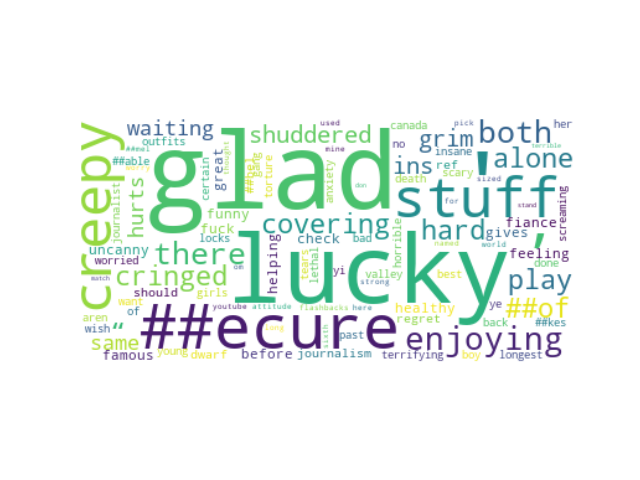 glad
lucky
stuff
##ecure
creepy
!
,
"
enjoying
both
hard
there
covering
cringed
play
##of
alone
grim
ins
shuddered
waiting
same
hurts
outfits
##able
##mel
worry
journalist
uncanny
worried
funny
fuck
great
certain
thought
##hel
gang
torture
locks
should
girls
want
of
aren
wish
match
famous
young
dwarf
before
journalism
long
youtube
attitude
flashbacks
here
om
helping
tears
lethal
check
bad
yi
valley
strong
anxiety
mine
used
don
horrible
death
no
canada
insane
scary
ref
for
pick
her
terrible
sized
screaming
fiance
gives
feeling
done
named
world
stand
best
healthy
regret
ye
back
##kes
past
sixth
terrifying
boy
longest